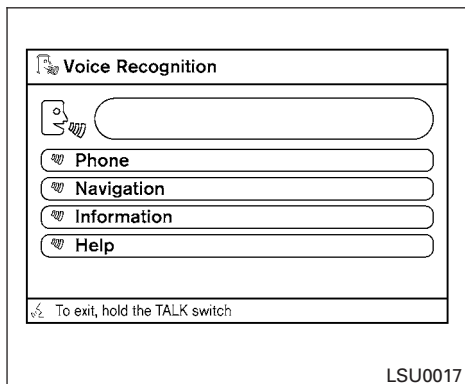 Voice Recognition
Phone
Navigation
Information
Help
To exit, hold the TALK switch
LSU0017